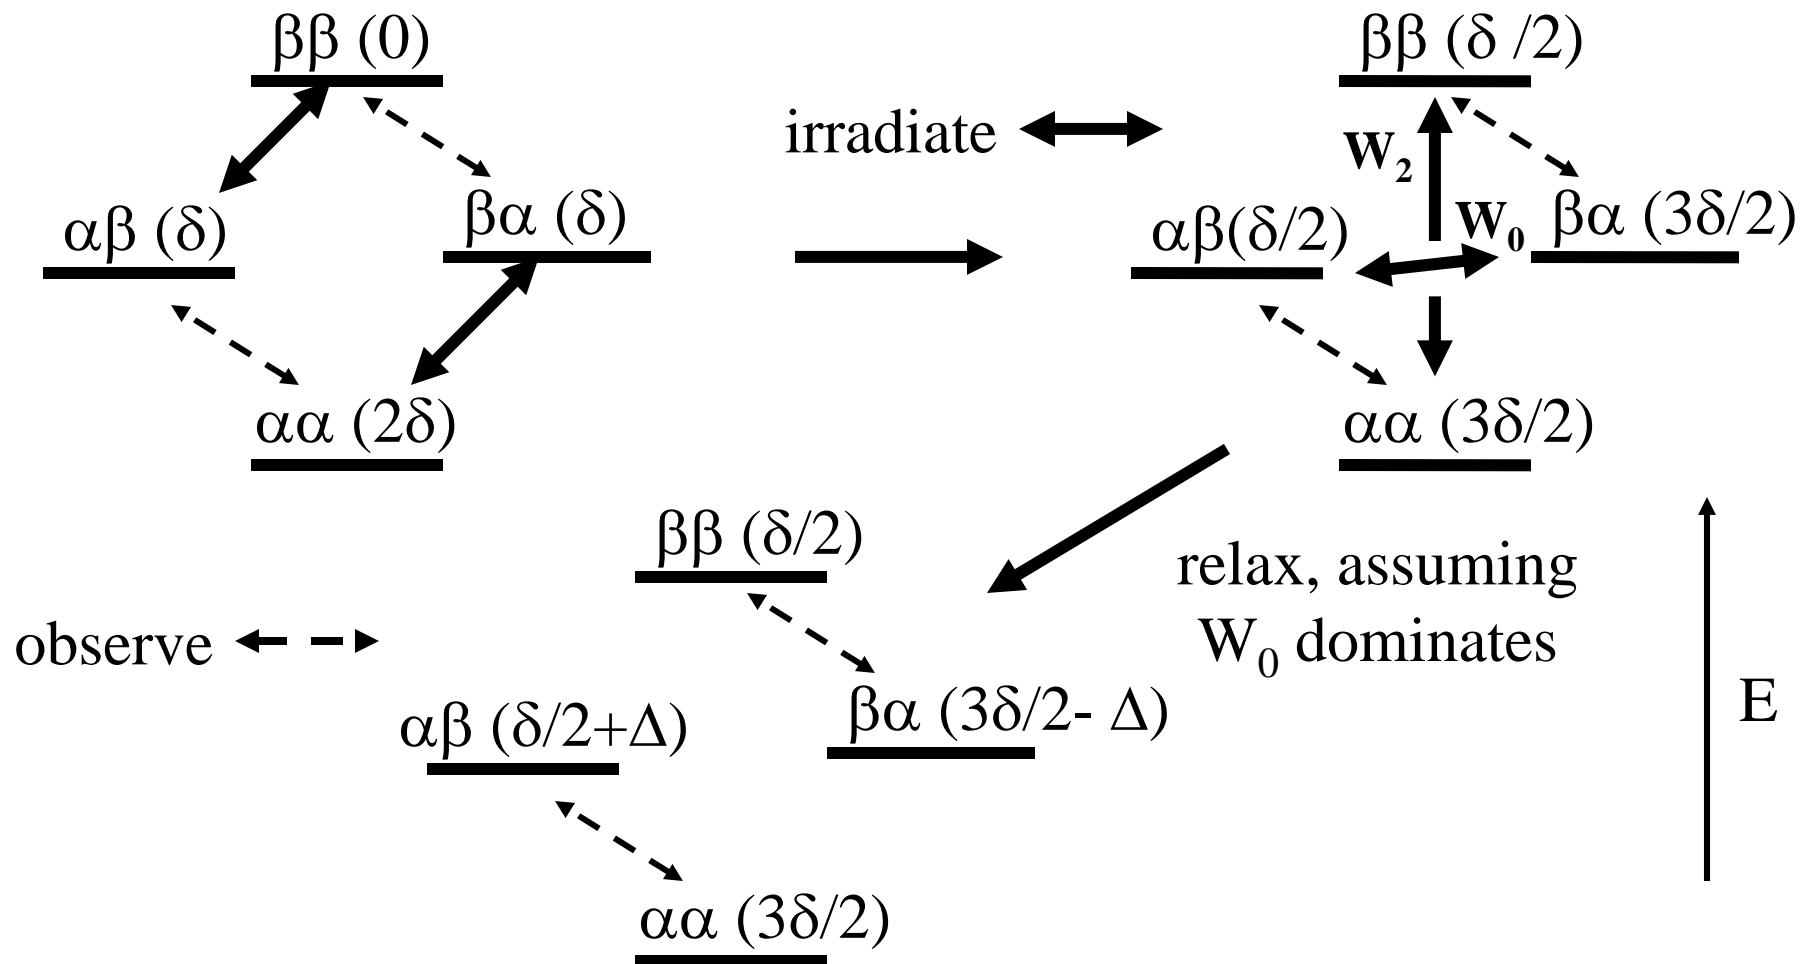 ββ (0)
αβ (δ)
βα (δ)
αα (2δ)
irradiate
ββ (δ /2)
W₂
W₀
αβ(δ/2)
βα (3δ/2)
αα (3δ/2)
relax, assuming
W₀ dominates
E
observe
ββ (δ/2)
αβ (δ/2+Δ)
βα (3δ/2- Δ)
αα (3δ/2)